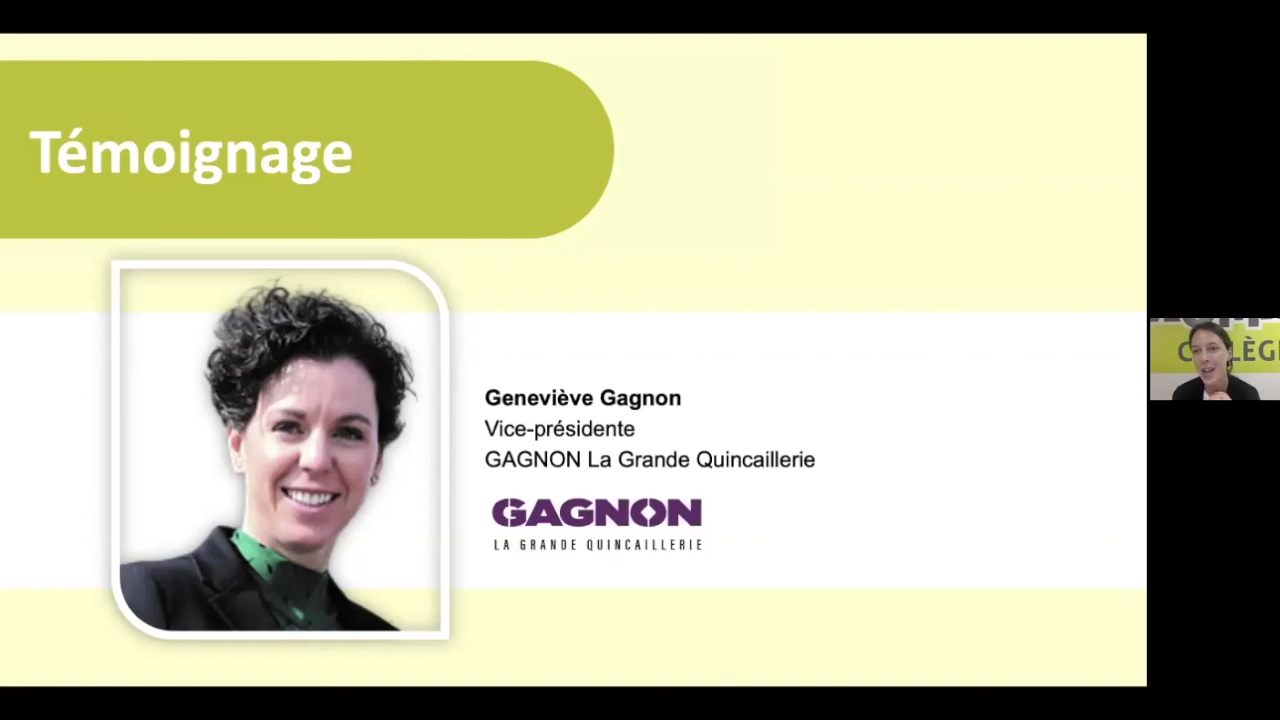 Témoignage
Geneviève Gagnon
Vice-présidente
GAGNON La Grande Quincaillerie
GAGNON
LA GRANDE QUINCAILLERIE